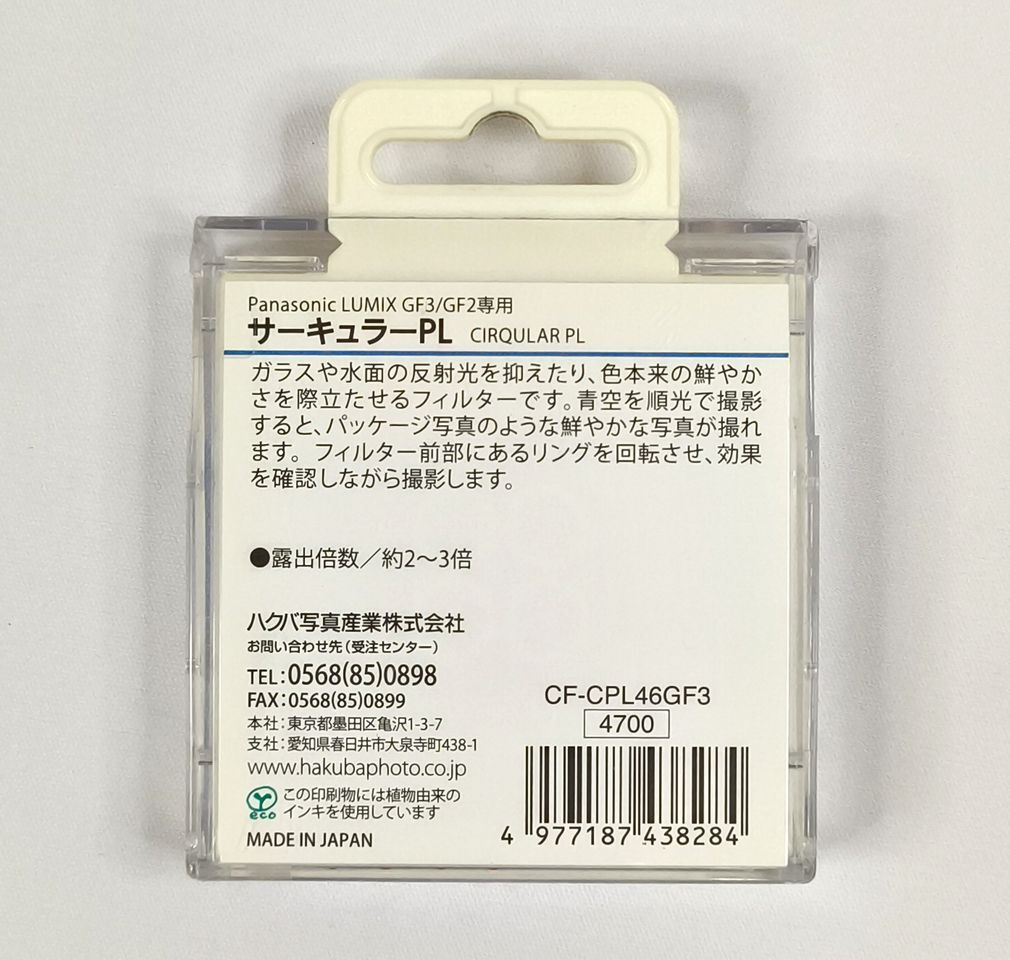 Panasonic LUMIX GF3/GF2専用
サーキュラーPL CIRQULAR PL
ガラスや水面の反射光を抑えたり、色本来の鮮やか
さを際立たせるフィルターです。青空を順光で撮影
すると、パッケージ写真のような鮮やかな写真が撮れ
ます。フィルター前部にあるリングを回転させ、効果
を確認しながら撮影します。
●露出倍数／約2〜3倍
ハクバ写真産業株式会社
お問い合わせ先（受注センター）
TEL：0568(85)0898
FAX：0568(85)0899
本社：東京都墨田区亀沢1-3-7
支社：愛知県春日井市大泉寺町438-1
www.hakubaphoto.co.jp
eco
この印刷物には植物由来の
インキを使用しています
MADE IN JAPAN
CF-CPL46GF3
4700
4 977187 438284